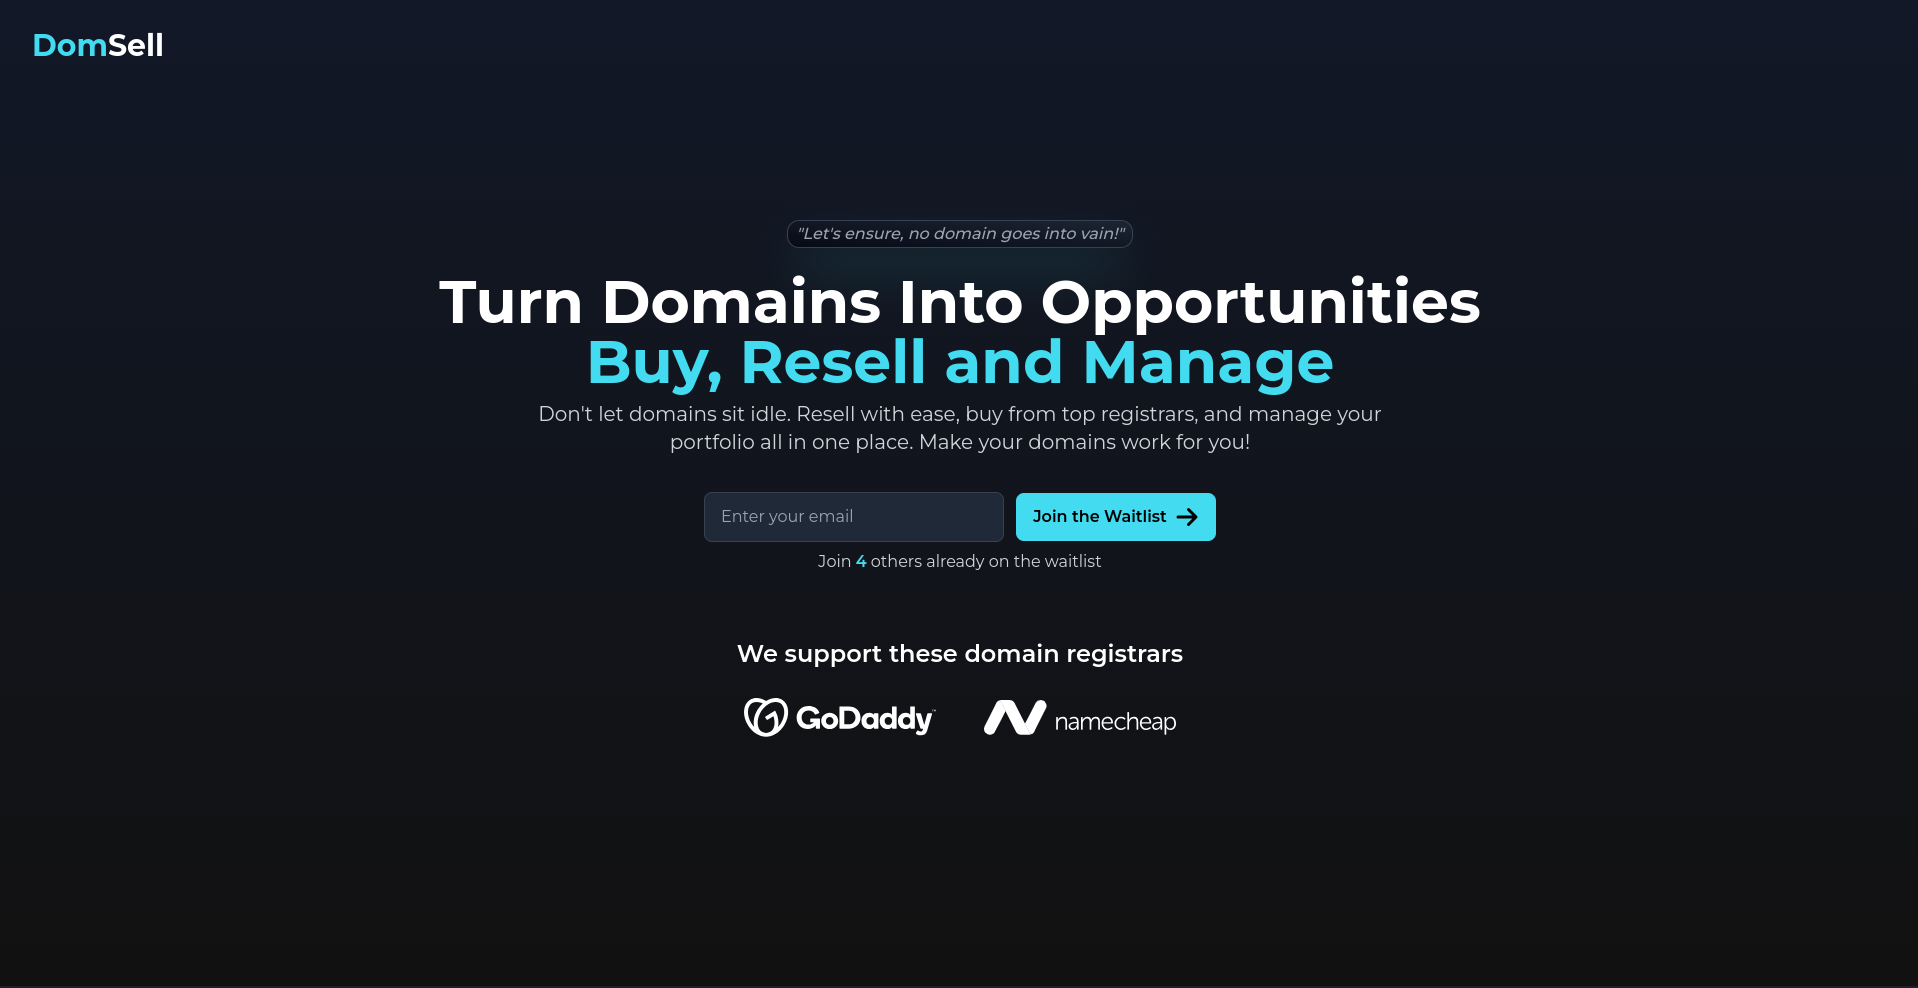 DomSell
"Let's ensure, no domain goes into vain!"
Turn Domains Into Opportunities
Buy, Resell and Manage
Don't let domains sit idle. Resell with ease, buy from top registrars, and manage your
portfolio all in one place. Make your domains work for you!
Enter your email
Join the Waitlist
Join 4 others already on the waitlist
We support these domain registrars
GoDaddy™
namecheap